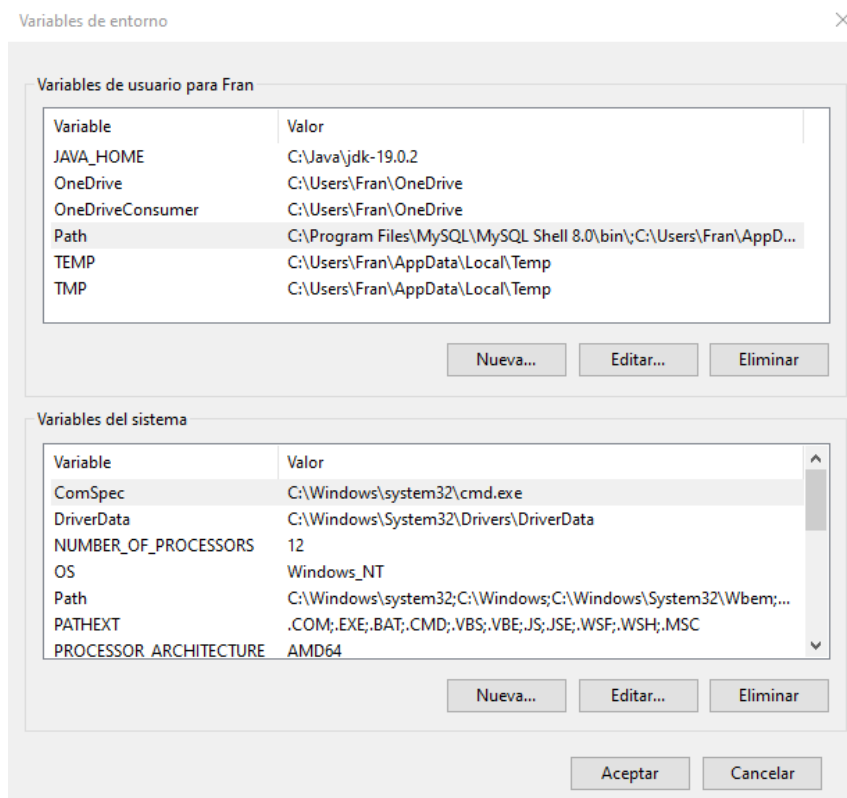 Variables de entorno
Variables de usuario para Fran
Variable Valor
JAVA_HOME C:\Java\jdk-19.0.2
OneDrive C:\Users\Fran\OneDrive
OneDriveConsumer C:\Users\Fran\OneDrive
Path C:\Program Files\MySQL\MySQL Shell 8.0\bin\;C:\Users\Fran\AppD...
TEMP C:\Users\Fran\AppData\Local\Temp
TMP C:\Users\Fran\AppData\Local\Temp
Nueva... Editar... Eliminar
Variables del sistema
Variable Valor
ComSpec C:\Windows\system32\cmd.exe
DriverData C:\Windows\System32\Drivers\DriverData
NUMBER_OF_PROCESSORS 12
OS Windows_NT
Path C:\Windows\system32;C:\Windows;C:\Windows\System32\Wbem;...
PATHEXT .COM;.EXE;.BAT;.CMD;.VBS;.VBE;.JS;.JSE;.WSF;.WSH;.MSC
PROCESSOR_ARCHITECTURE AMD64
Nueva... Editar... Eliminar
Aceptar Cancelar